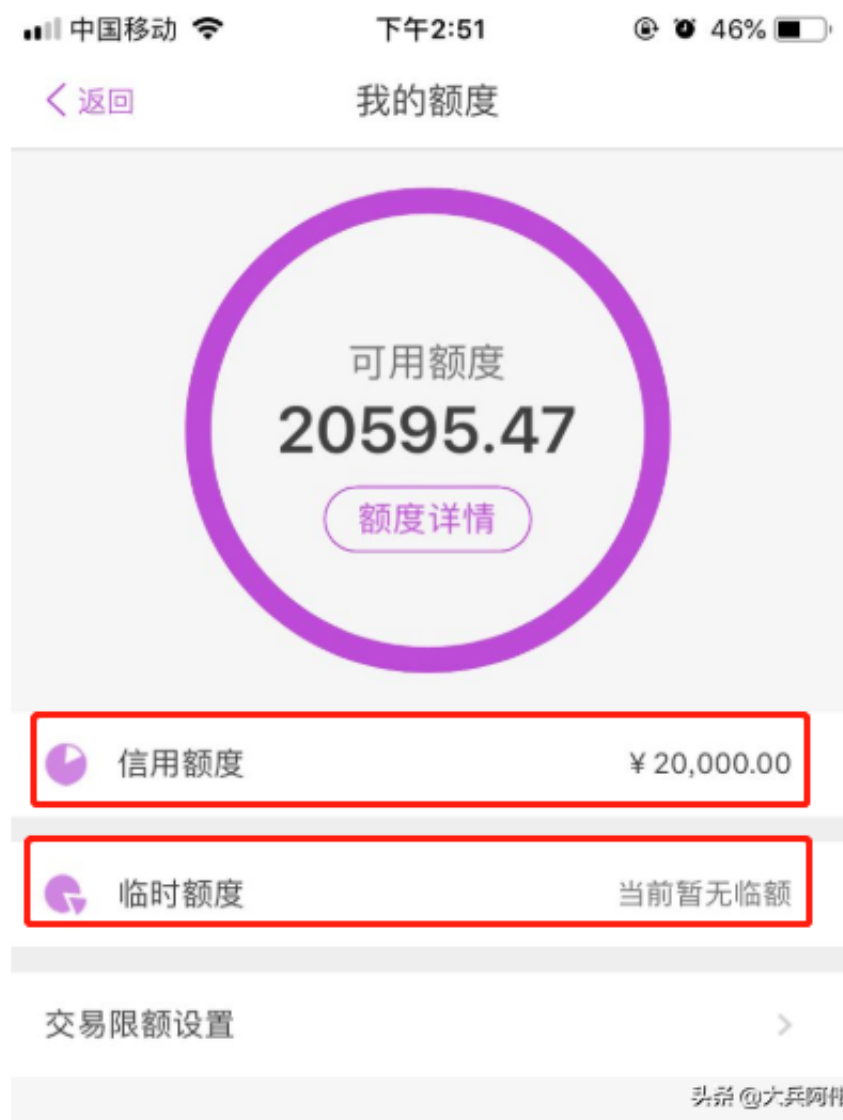 中国移动 下午2:51 46%
返回 我的额度
可用额度
20595.47
额度详情
信用额度 ¥ 20,000.00
临时额度 当前暂无临额
交易限额设置
头条 @大兵阿